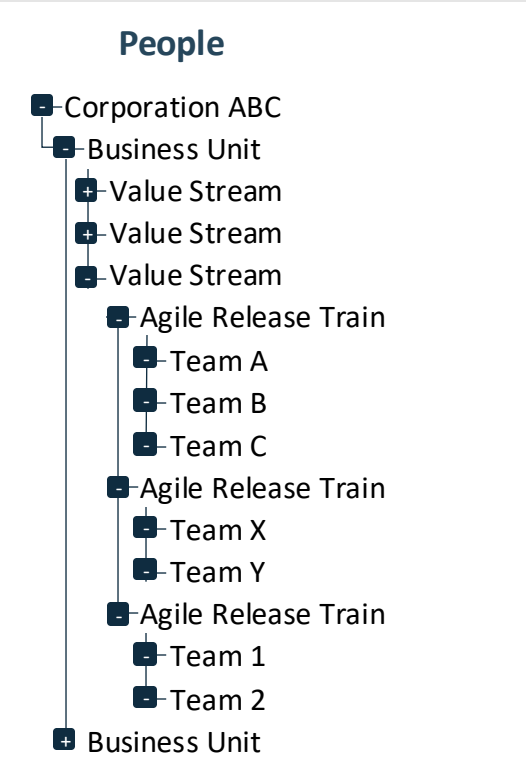 People
- Corporation ABC
- Business Unit
+ Value Stream
+ Value Stream
- Value Stream
- Agile Release Train
- Team A
- Team B
- Team C
- Agile Release Train
- Team X
- Team Y
- Agile Release Train
- Team 1
- Team 2
+ Business Unit